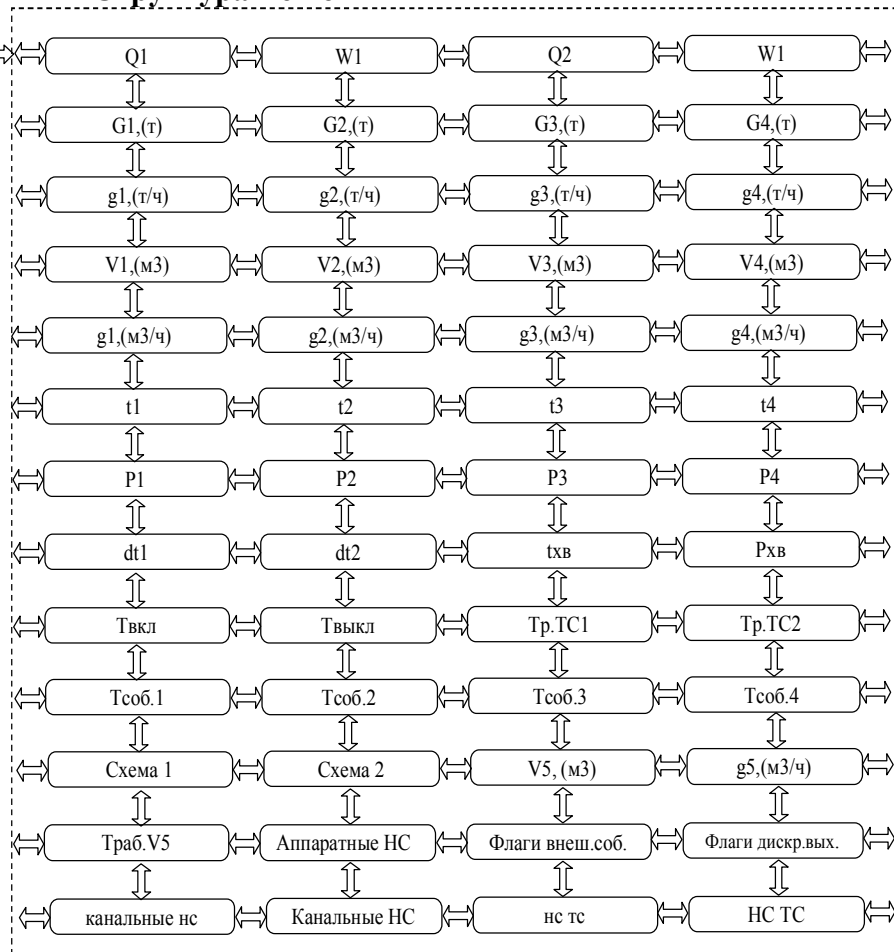 Q1 W1 Q2 W1
G1,(т) G2,(т) G3,(т) G4,(т)
g1,(т/ч) g2,(т/ч) g3,(т/ч) g4,(т/ч)
V1,(м3) V2,(м3) V3,(м3) V4,(м3)
g1,(м3/ч) g2,(м3/ч) g3,(м3/ч) g4,(м3/ч)
t1 t2 t3 t4
P1 P2 P3 P4
dt1 dt2 tхв Pхв
Tвкл Tвыкл Тр.ТС1 Тр.ТС2
Тсоб.1 Тсоб.2 Тсоб.3 Тсоб.4
Схема 1 Схема 2 V5, (м3) g5,(м3/ч)
Траб.V5 Аппаратные НС Флаги внеш.соб. Флаги дискр.вых.
канальные нс Канальные НС нс тс НС ТС